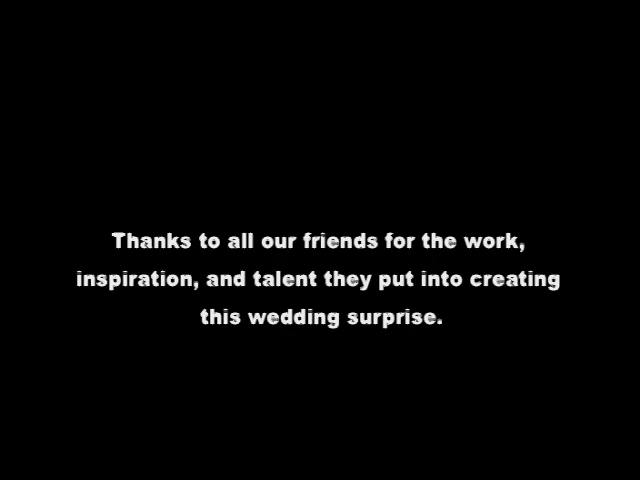 Thanks to all our friends for the work,
inspiration, and talent they put into creating
this wedding surprise.